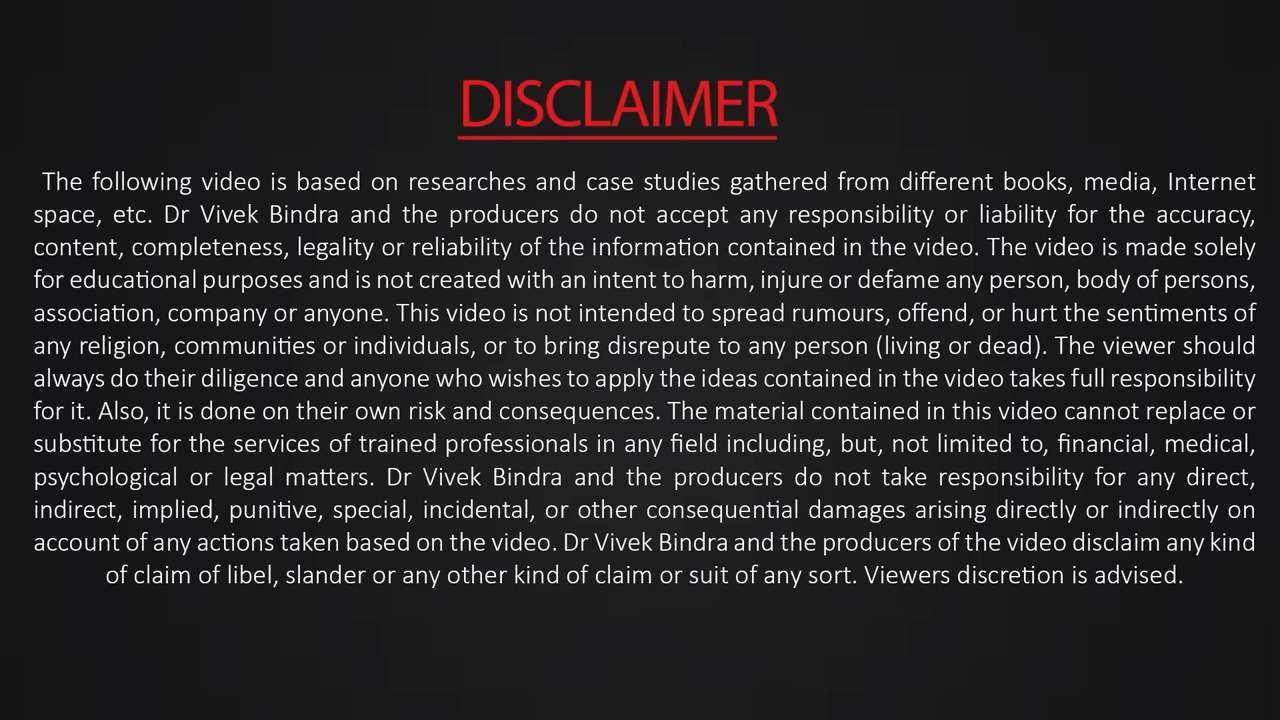 DISCLAIMER
The following video is based on researches and case studies gathered from different books, media, Internet
space, etc. Dr Vivek Bindra and the producers do not accept any responsibility or liability for the accuracy,
content, completeness, legality or reliability of the information contained in the video. The video is made solely
for educational purposes and is not created with an intent to harm, injure or defame any person, body of persons,
association, company or anyone. This video is not intended to spread rumours, offend, or hurt the sentiments of
any religion, communities or individuals, or to bring disrepute to any person (living or dead). The viewer should
always do their diligence and anyone who wishes to apply the ideas contained in the video takes full responsibility
for it. Also, it is done on their own risk and consequences. The material contained in this video cannot replace or
substitute for the services of trained professionals in any field including, but, not limited to, financial, medical,
psychological or legal matters. Dr Vivek Bindra and the producers do not take responsibility for any direct,
indirect, implied, punitive, special, incidental, or other consequential damages arising directly or indirectly on
account of any actions taken based on the video. Dr Vivek Bindra and the producers of the video disclaim any kind
of claim of libel, slander or any other kind of claim or suit of any sort. Viewers discretion is advised.